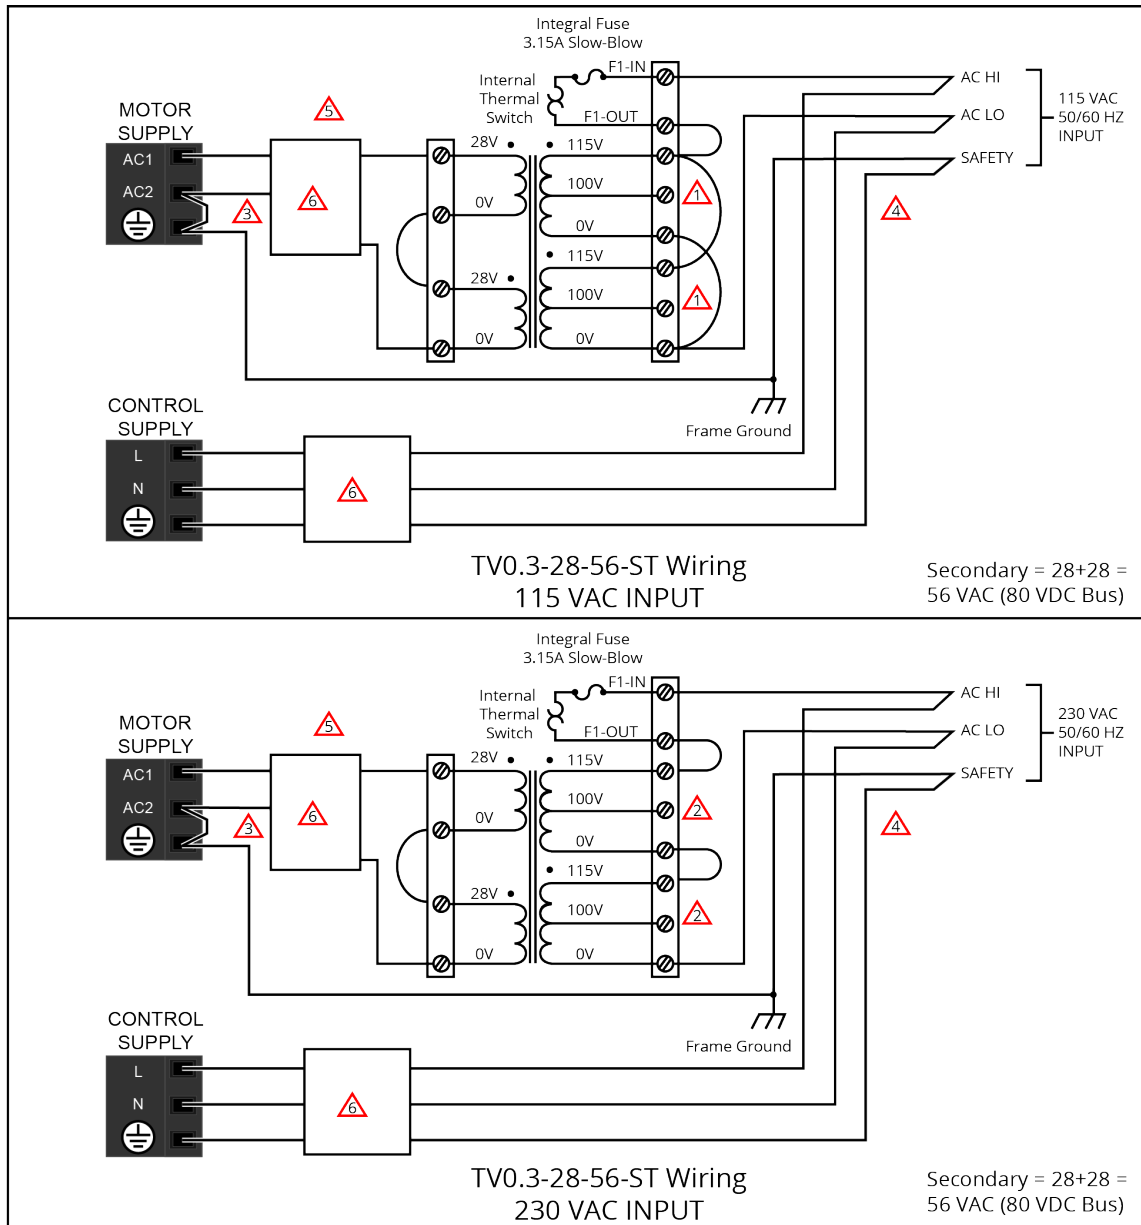 Integral Fuse
3.15A Slow-Blow
F1-IN
Internal
Thermal
Switch
F1-OUT
AC HI
AC LO
SAFETY
115 VAC
50/60 HZ
INPUT
MOTOR
SUPPLY
AC1
AC2
5
6
3
28V
0V
28V
0V
115V
100V
0V
115V
100V
0V
1
1
4
Frame Ground
CONTROL
SUPPLY
L
N
6
TV0.3-28-56-ST Wiring
115 VAC INPUT
Secondary = 28+28 =
56 VAC (80 VDC Bus)
Integral Fuse
3.15A Slow-Blow
F1-IN
Internal
Thermal
Switch
F1-OUT
AC HI
AC LO
SAFETY
230 VAC
50/60 HZ
INPUT
MOTOR
SUPPLY
AC1
AC2
5
6
3
28V
0V
28V
0V
115V
100V
0V
115V
100V
0V
2
2
4
Frame Ground
CONTROL
SUPPLY
L
N
6
TV0.3-28-56-ST Wiring
230 VAC INPUT
Secondary = 28+28 =
56 VAC (80 VDC Bus)